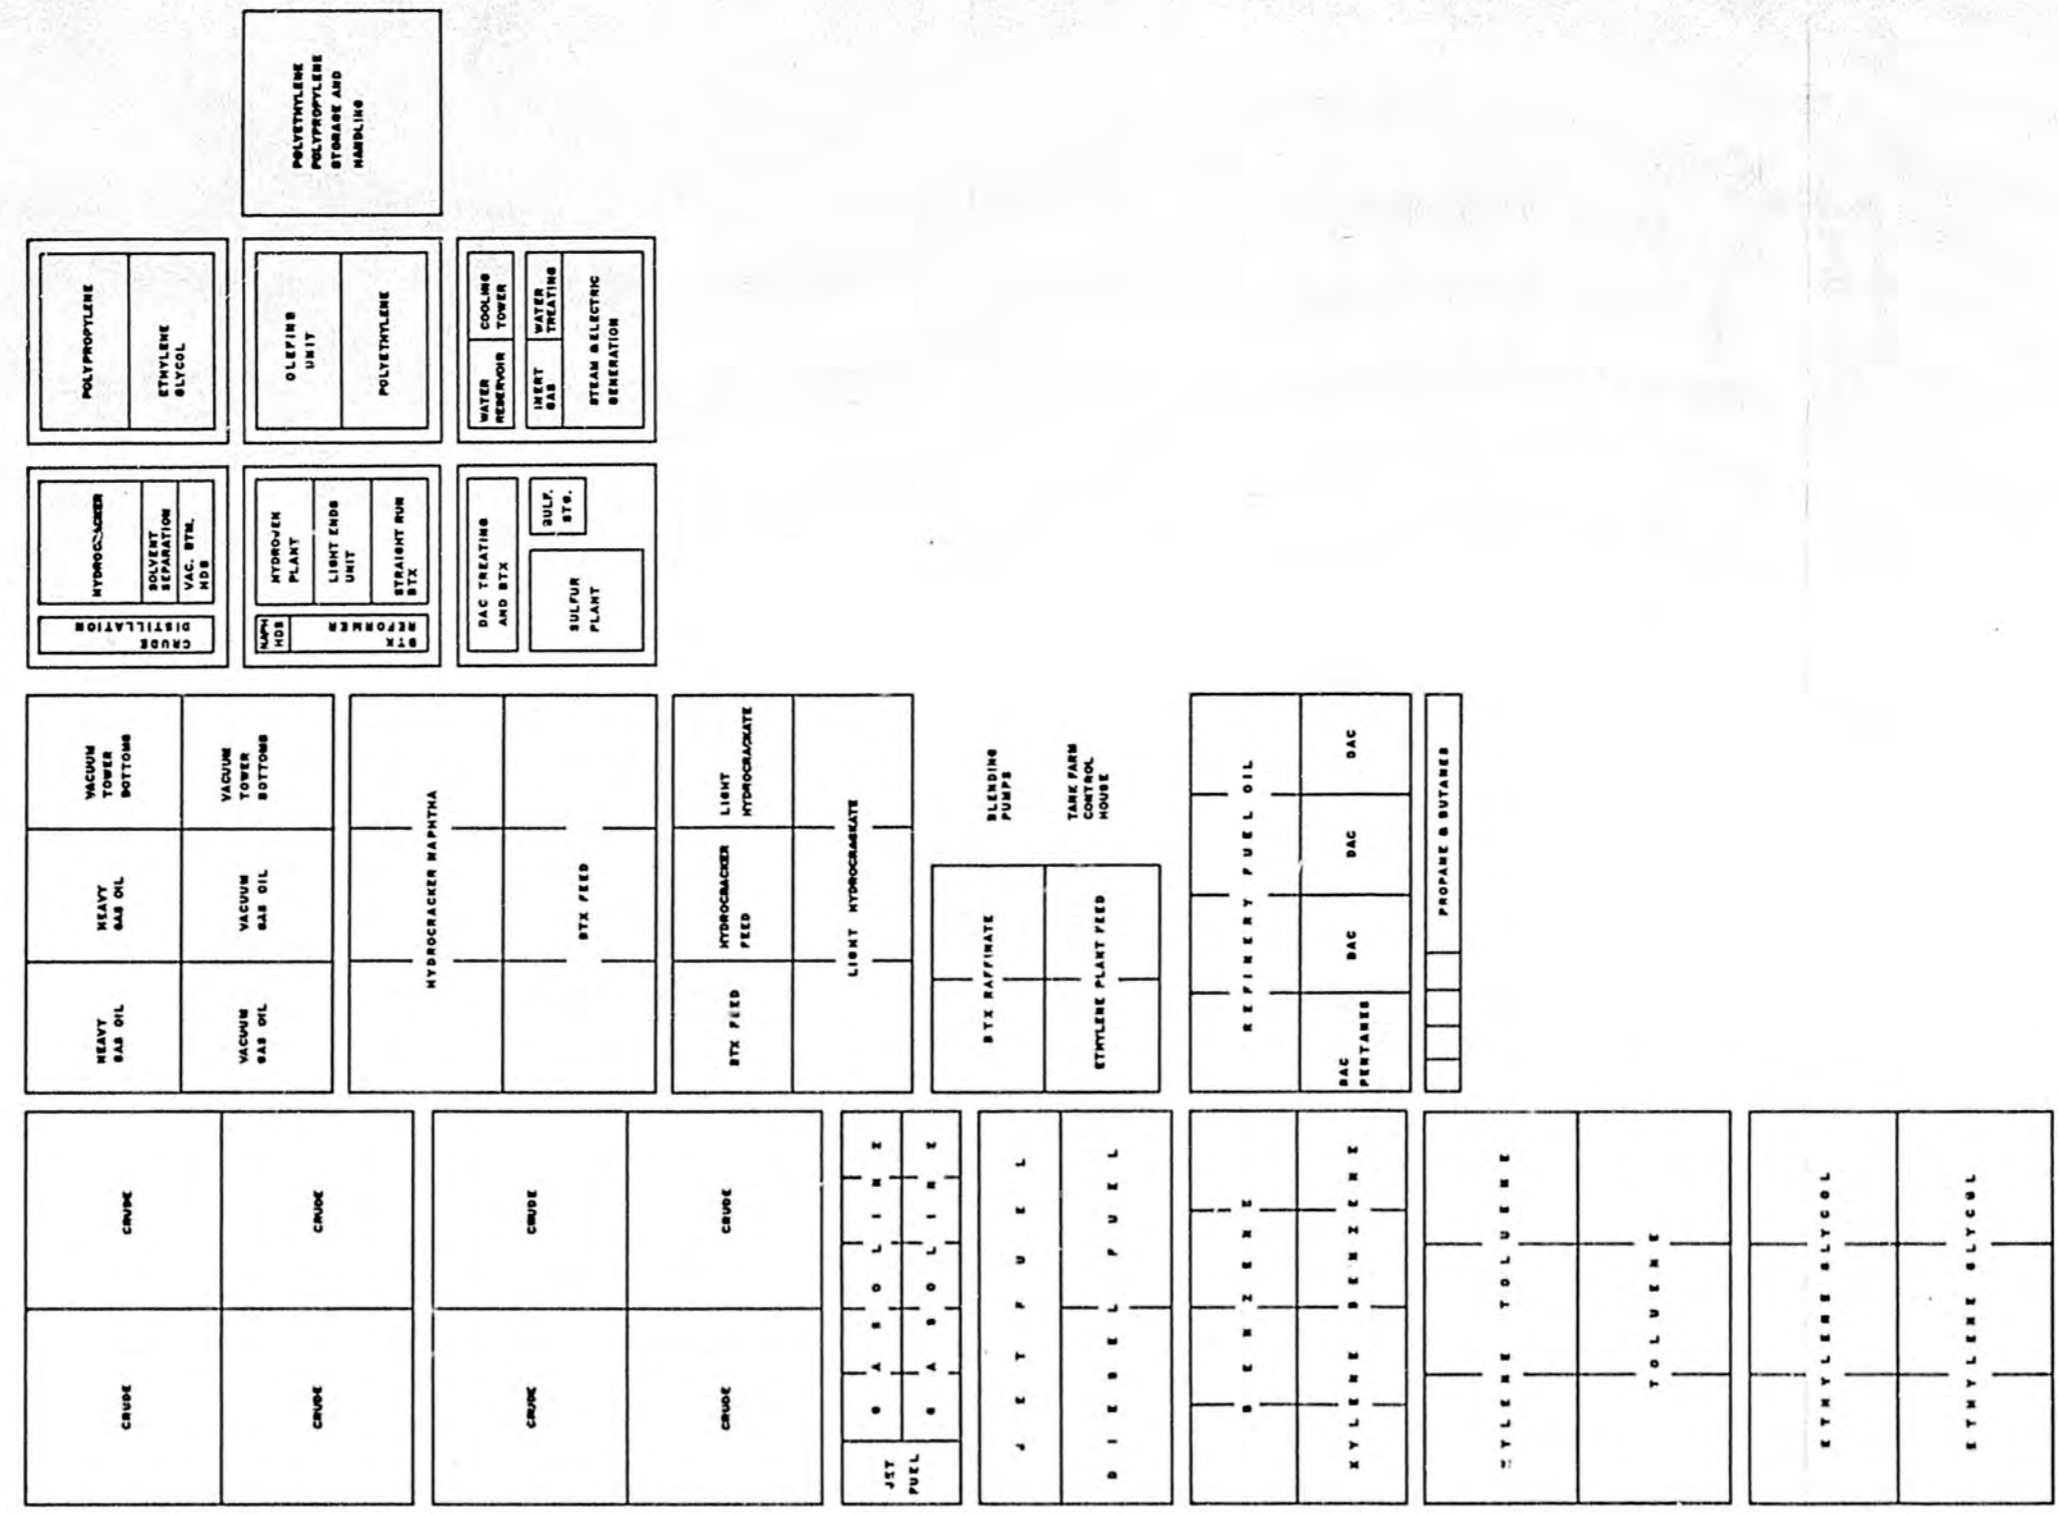 POLYETHYLENE
POLYPROPYLENE
STORAGE AND
HANDLING
POLYPROPYLENE
ETHYLENE
GLYCOL
OLEFINS
UNIT
POLYETHYLENE
WATER
RESERVOIR
COOLING
TOWER
INERT
GAS
WATER
TREATING
STEAM & ELECTRIC
GENERATION
CRUDE
DISTILLATION
HYDROCRACKER
SOLVENT
SEPARATION
VAC. BTM.
HDS
NAPH
HDS
BTX
REFORMER
HYDROJEN
PLANT
LIGHT ENDS
UNIT
STRAIGHT RUN
BTX
DAC TREATING
AND BTX
SULF.
STG.
SULFUR
PLANT
VACUUM
TOWER
BOTTOMS
VACUUM
TOWER
BOTTOMS
HEAVY
GAS OIL
VACUUM
GAS OIL
HEAVY
GAS OIL
VACUUM
GAS OIL
HYDROCRACKER NAPHTHA
BTX FEED
LIGHT
HYDROCRACKATE
HYDROCRACKER
FEED
BTX FEED
LIGHT HYDROCRACKATE
BLENDING
PUMPS
TANK FARM
CONTROL
HOUSE
BTX RAFFINATE
ETHYLENE PLANT FEED
REFINERY FUEL OIL
DAC
DAC
DAC
DAC
PENTANES
PROPANE & BUTANES
CRUDE
CRUDE
CRUDE
CRUDE
CRUDE
CRUDE
CRUDE
CRUDE
GASOLINE
GASOLINE
JET
FUEL
JET FUEL
DIESEL FUEL
BENZENE
XYLENE BENZENE
XYLENE TOLUENE
TOLUENE
ETHYLENE GLYCOL
ETHYLENE GLYCOL